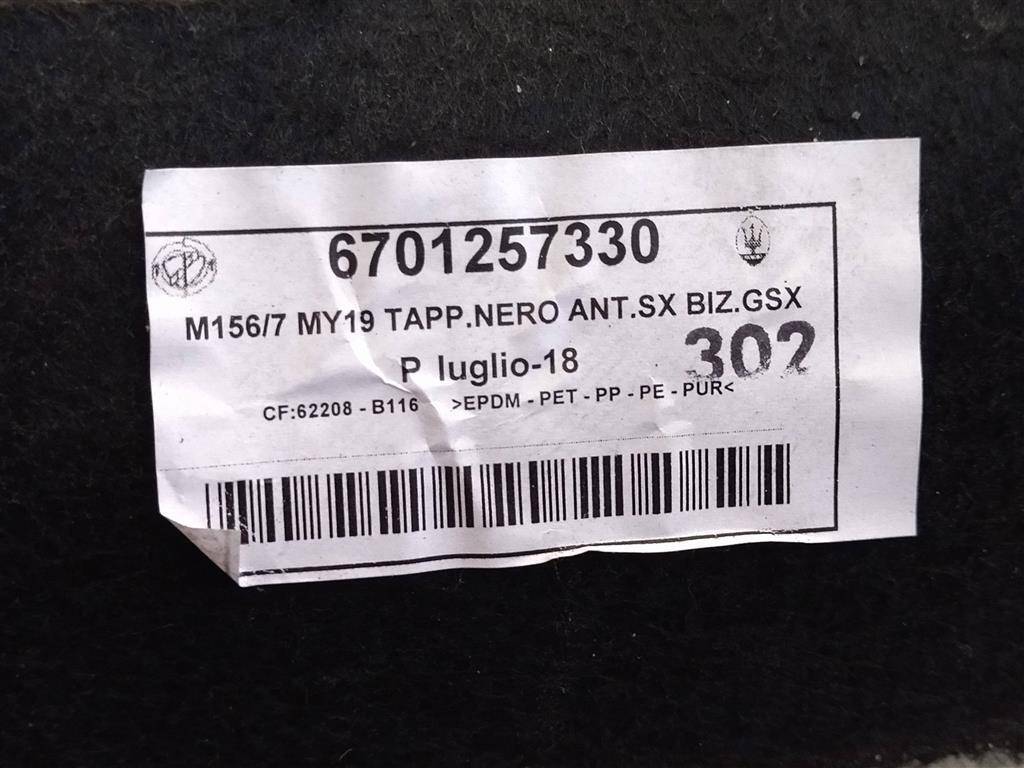 6701257330
M156/7 MY19 TAPP.NERO ANT.SX BIZ.GSX
P luglio-18 302
CF:62208 - B116 >EPDM - PET - PP - PE - PUR<